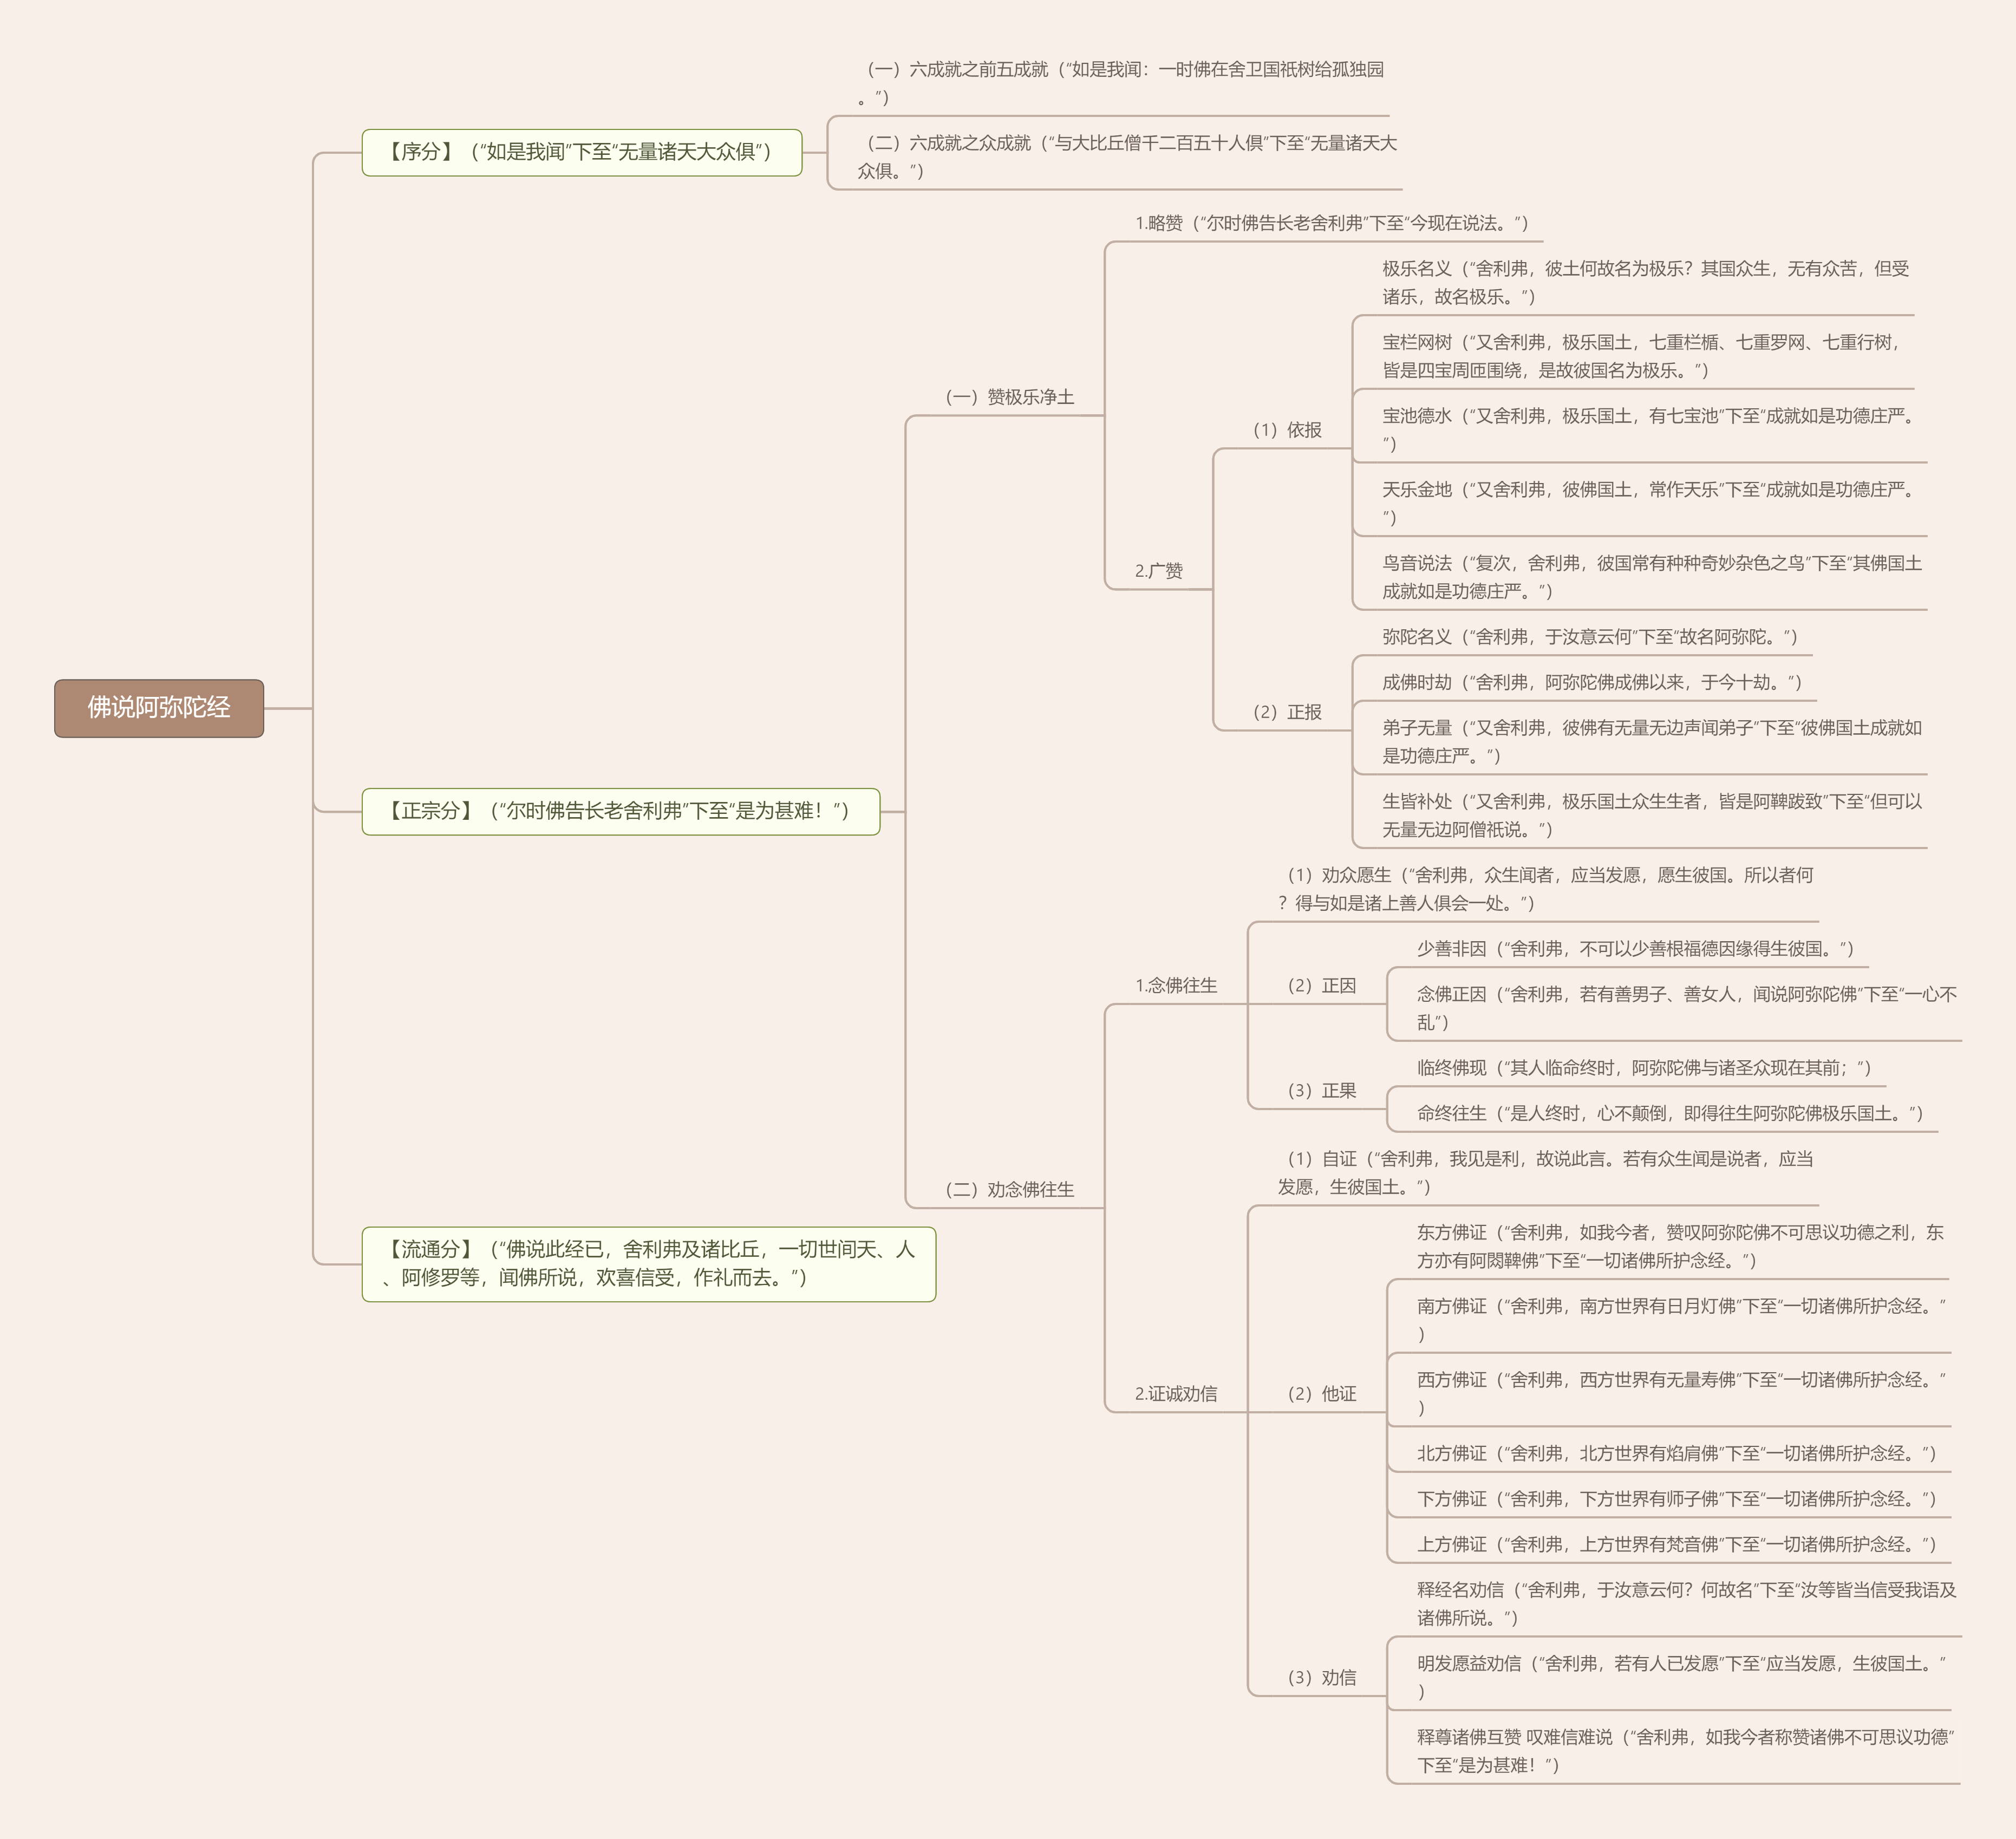 佛说阿弥陀经
【序分】（“如是我闻”下至“无量诸天大众俱”）
（一）六成就之前五成就（“如是我闻：一时佛在舍卫国祇树给孤独园
。”）
（二）六成就之众成就（“与大比丘僧千二百五十人俱”下至“无量诸天大
众俱。”）
【正宗分】（“尔时佛告长老舍利弗”下至“是为甚难！”）
（一）赞极乐净土
1.略赞（“尔时佛告长老舍利弗”下至“今现在说法。”）
2.广赞
（1）依报
极乐名义（“舍利弗，彼土何故名为极乐？其国众生，无有众苦，但受
诸乐，故名极乐。”）
宝栏网树（“又舍利弗，极乐国土，七重栏楯、七重罗网、七重行树，
皆是四宝周匝围绕，是故彼国名为极乐。”）
宝池德水（“又舍利弗，极乐国土，有七宝池”下至“成就如是功德庄严。
”）
天乐金地（“又舍利弗，彼佛国土，常作天乐”下至“成就如是功德庄严。
”）
鸟音说法（“复次，舍利弗，彼国常有种种奇妙杂色之鸟”下至“其佛国土
成就如是功德庄严。”）
（2）正报
弥陀名义（“舍利弗，于汝意云何”下至“故名阿弥陀。”）
成佛时劫（“舍利弗，阿弥陀佛成佛以来，于今十劫。”）
弟子无量（“又舍利弗，彼佛有无量无边声闻弟子”下至“彼佛国土成就如
是功德庄严。”）
生皆补处（“又舍利弗，极乐国土众生生者，皆是阿鞞跋致”下至“但可以
无量无边阿僧祇说。”）
（二）劝念佛往生
1.念佛往生
（1）劝众愿生（“舍利弗，众生闻者，应当发愿，愿生彼国。所以者何
？得与如是诸上善人俱会一处。”）
（2）正因
少善非因（“舍利弗，不可以少善根福德因缘得生彼国。”）
念佛正因（“舍利弗，若有善男子、善女人，闻说阿弥陀佛”下至“一心不
乱”）
（3）正果
临终佛现（“其人临命终时，阿弥陀佛与诸圣众现在其前；”）
命终往生（“是人终时，心不颠倒，即得往生阿弥陀佛极乐国土。”）
2.证诚劝信
（1）自证（“舍利弗，我见是利，故说此言。若有众生闻是说者，应当
发愿，生彼国土。”）
（2）他证
东方佛证（“舍利弗，如我今者，赞叹阿弥陀佛不可思议功德之利，东
方亦有阿閦鞞佛”下至“一切诸佛所护念经。”）
南方佛证（“舍利弗，南方世界有日月灯佛”下至“一切诸佛所护念经。”
）
西方佛证（“舍利弗，西方世界有无量寿佛”下至“一切诸佛所护念经。”
）
北方佛证（“舍利弗，北方世界有焰肩佛”下至“一切诸佛所护念经。”）
下方佛证（“舍利弗，下方世界有师子佛”下至“一切诸佛所护念经。”）
上方佛证（“舍利弗，上方世界有梵音佛”下至“一切诸佛所护念经。”）
（3）劝信
释经名劝信（“舍利弗，于汝意云何？何故名”下至“汝等皆当信受我语及
诸佛所说。”）
明发愿益劝信（“舍利弗，若有人已发愿”下至“应当发愿，生彼国土。”
）
释尊诸佛互赞 叹难信难说（“舍利弗，如我今者称赞诸佛不可思议功德”
下至“是为甚难！”）
【流通分】（“佛说此经已，舍利弗及诸比丘，一切世间天、人
、阿修罗等，闻佛所说，欢喜信受，作礼而去。”）